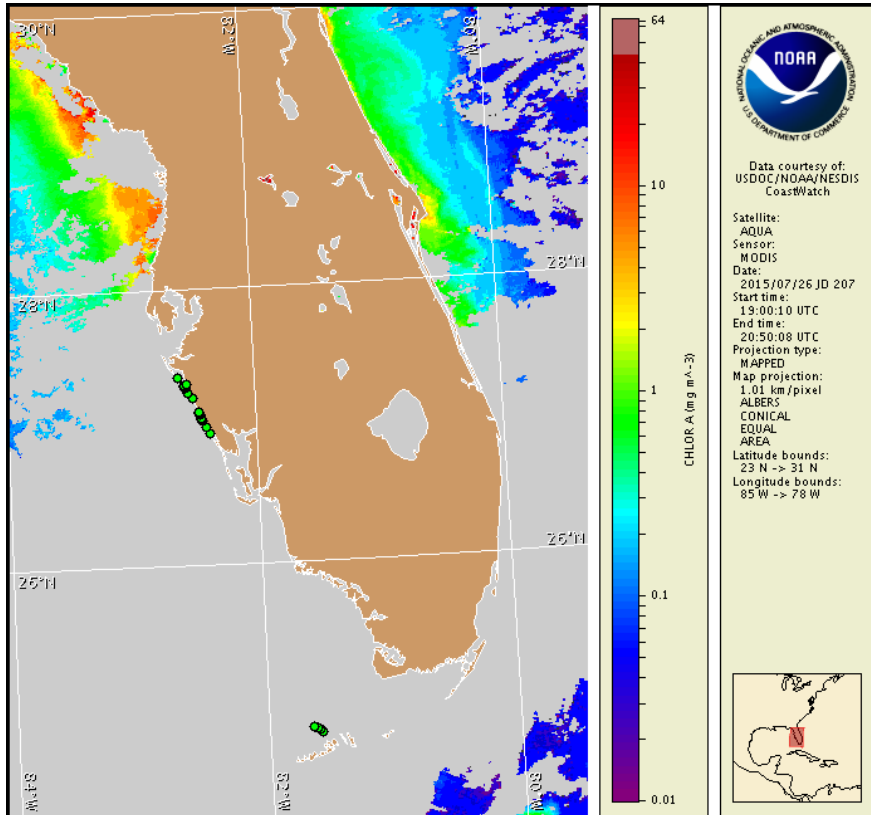 30°N
82°W
80°W
28°N
28°N
26°N
26°N
84°W
82°W
80°W
64
10
1
0.1
0.01
CHLOR A (mg m^-3)
NATIONAL OCEANIC AND ATMOSPHERIC ADMINISTRATION
NOAA
U.S. DEPARTMENT OF COMMERCE
Data courtesy of:
USDOC/NOAA/NESDIS
CoastWatch
Satellite:
AQUA
Sensor:
MODIS
Date:
2015/07/26 JD 207
Start time:
19:00:10 UTC
End time:
20:50:08 UTC
Projection type:
MAPPED
Map projection:
1.01 km/pixel
ALBERS
CONICAL
EQUAL
AREA
Latitude bounds:
23 N -> 31 N
Longitude bounds:
85 W -> 78 W